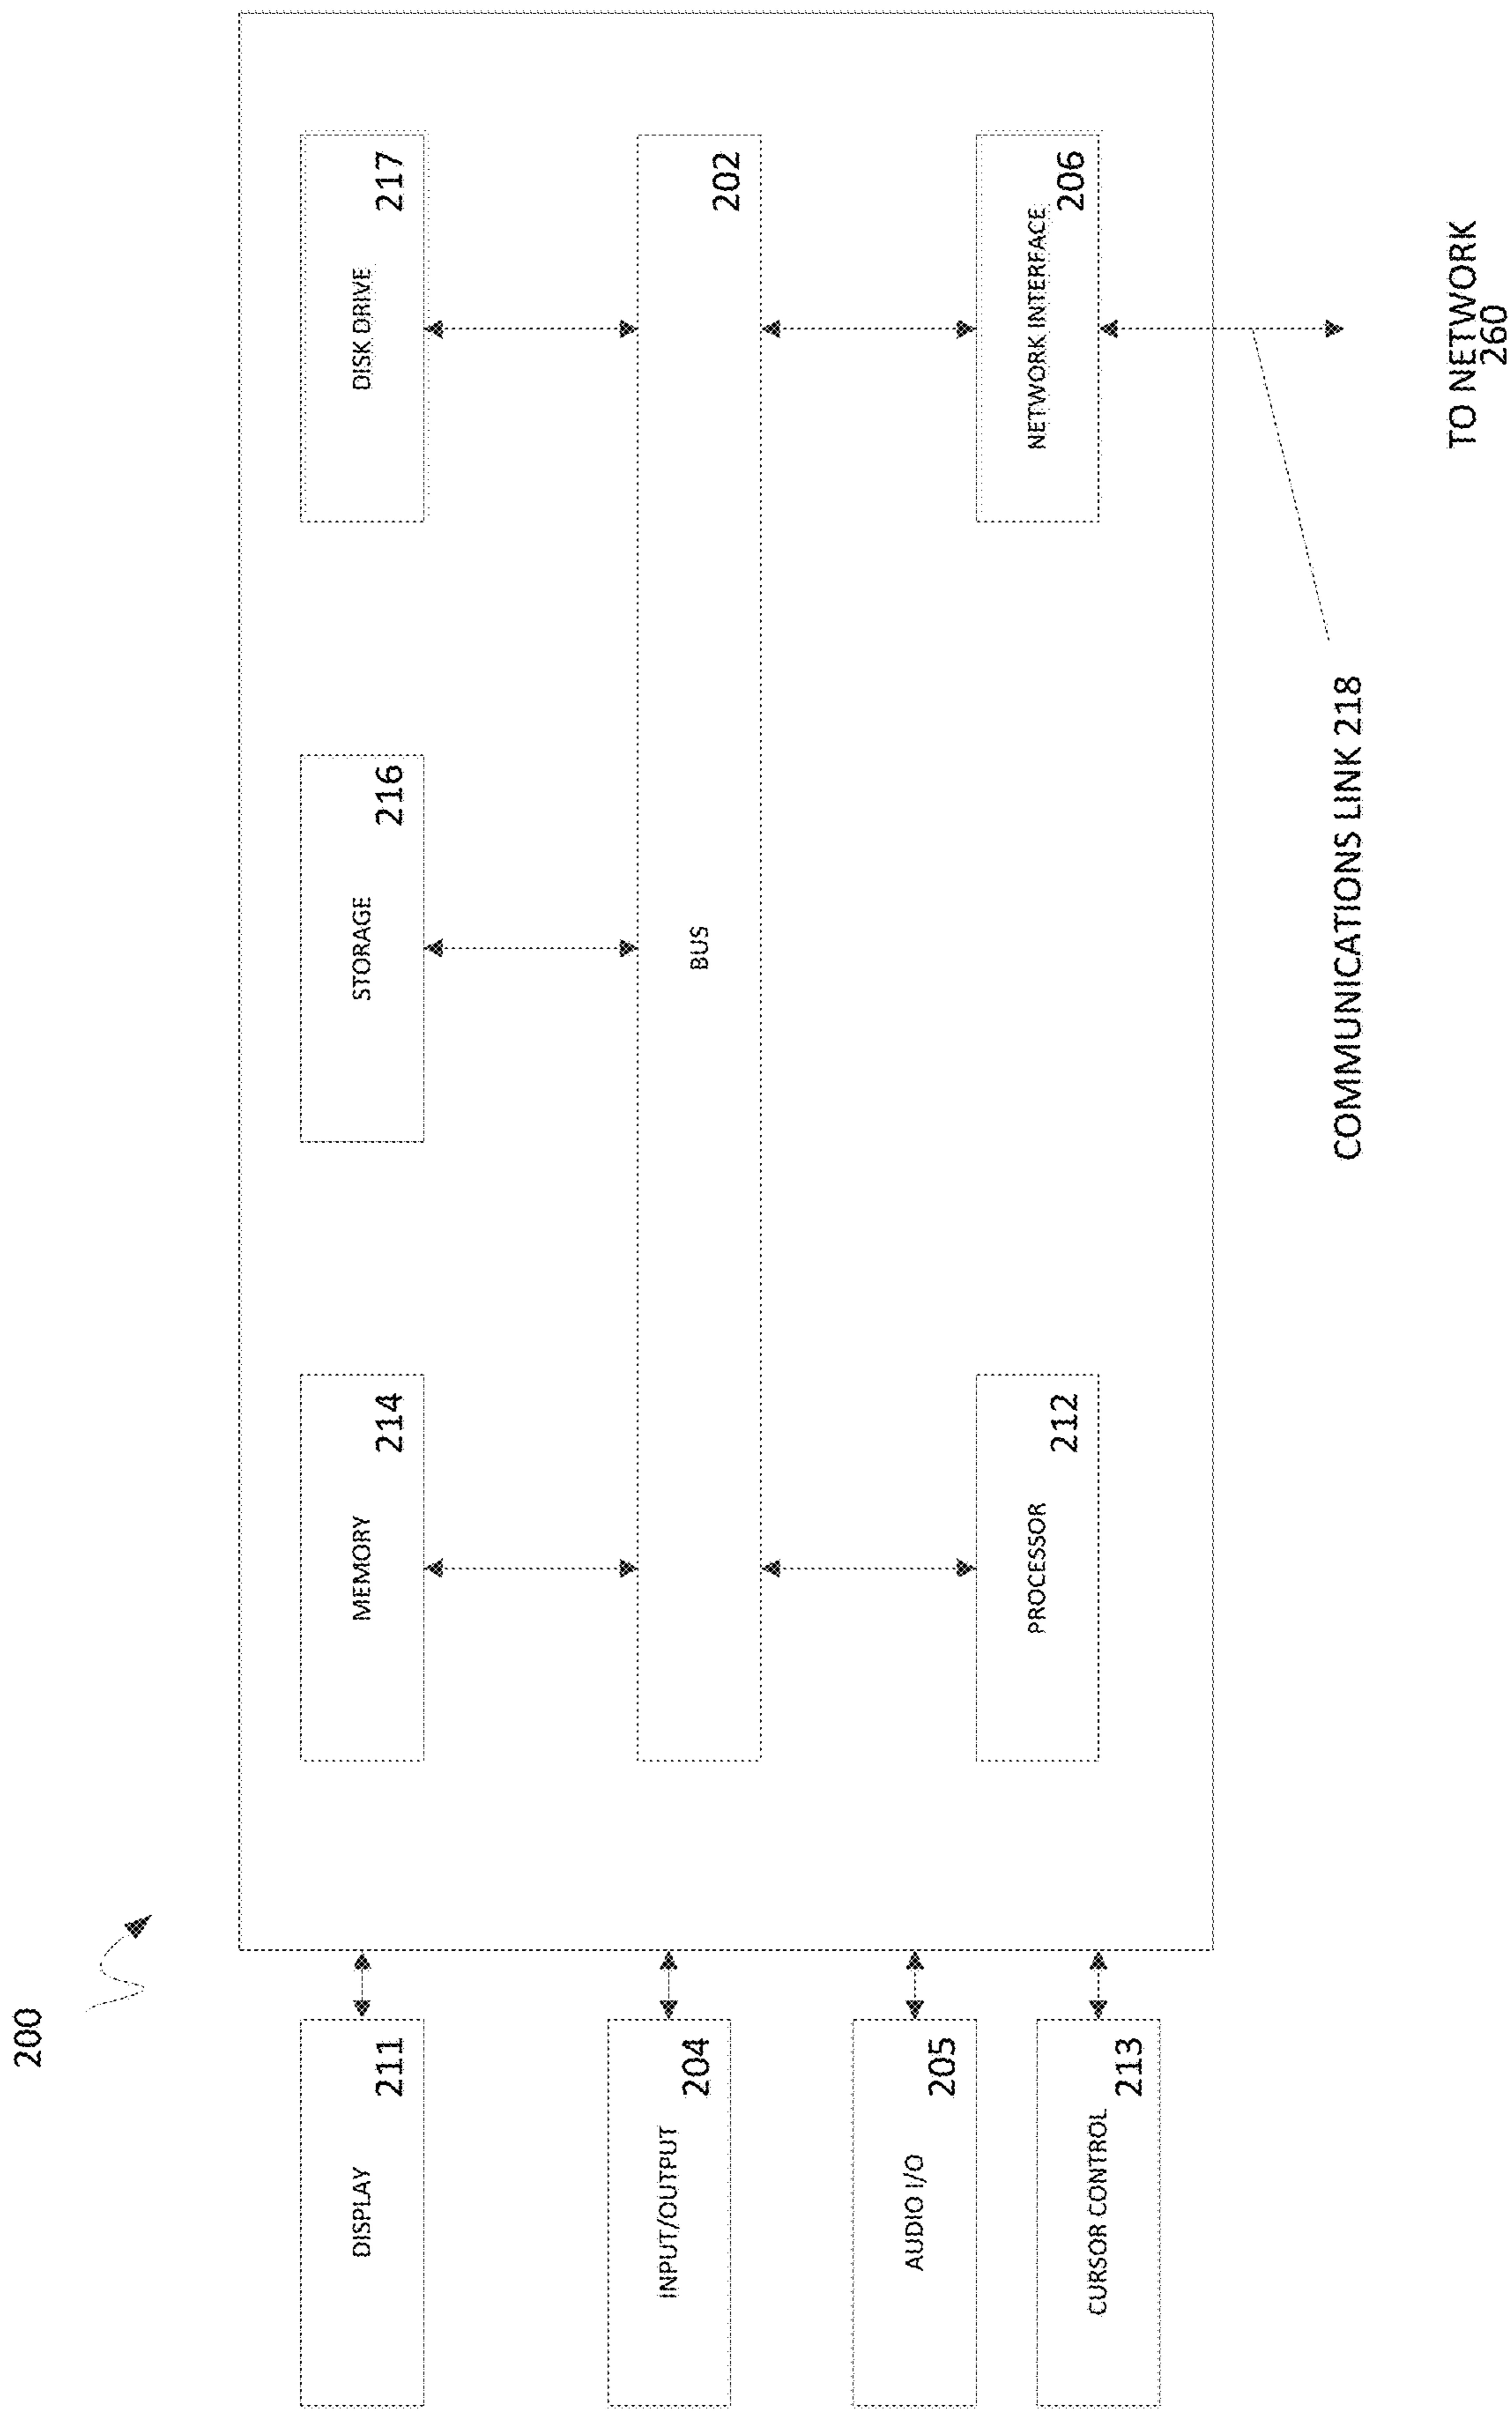 200
DISPLAY
211
INPUT/OUTPUT
204
AUDIO I/O
205
CURSOR CONTROL
213
MEMORY
214
STORAGE
216
DISK DRIVE
217
BUS
202
PROCESSOR
212
NETWORK INTERFACE
206
COMMUNICATIONS LINK 218
TO NETWORK
260